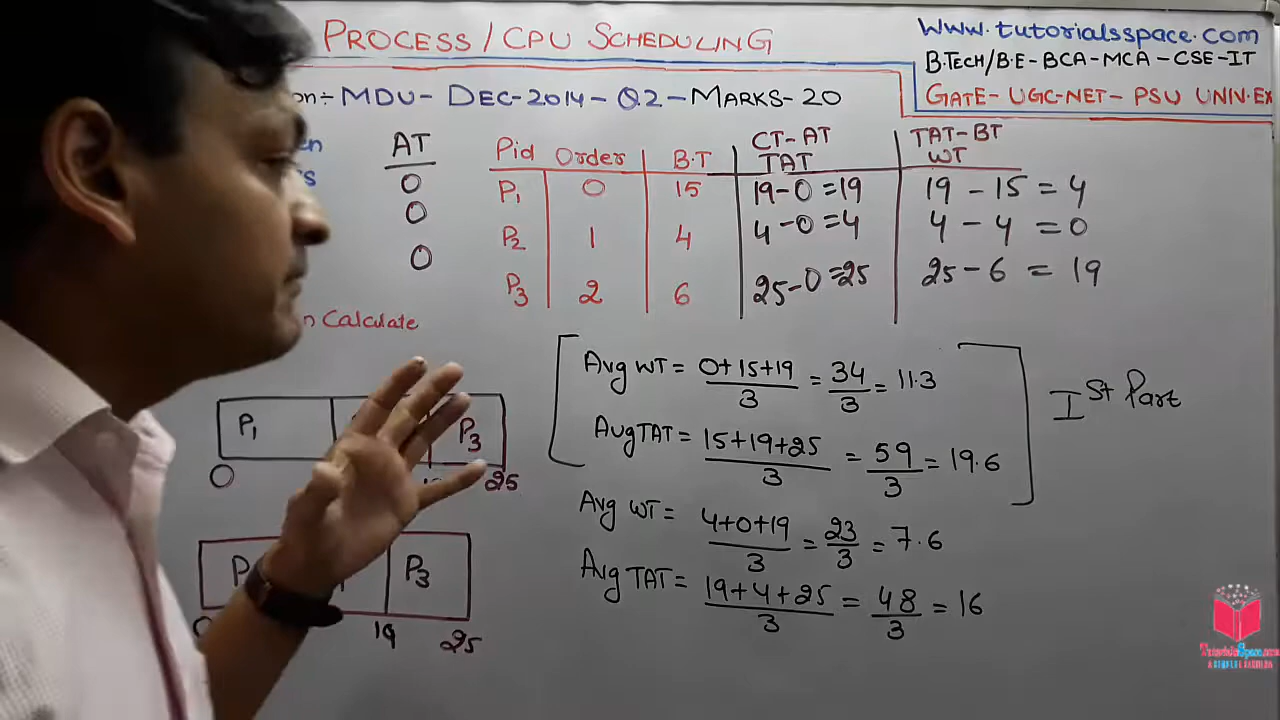 PROCESS / CPU SCHEDULING
www.tutorialsspace.com
B.TECH/B.E-BCA-MCA-CSE-IT
GATE- UGC-NET- PSU UNIV.EX
on÷ MDU- DEC-2014-Q2-MARKS-20
en
s
AT
0
0
0
Pid Order B.T CT-AT TAT TAT-BT WT
P1 0 15 19-0=19 19-15=4
P2 1 4 4-0=4 4-4=0
P3 2 6 25-0=25 25-6=19
n Calculate
Avg WT = 0+15+19/3 = 34/3 = 11.3
Avg TAT = 15+19+25/3 = 59/3 = 19.6
Ist Part
Avg WT = 4+0+19/3 = 23/3 = 7.6
Avg TAT = 19+4+25/3 = 48/3 = 16
P1 P3
0 25
P P3
19 25
TutorialsSpace.com